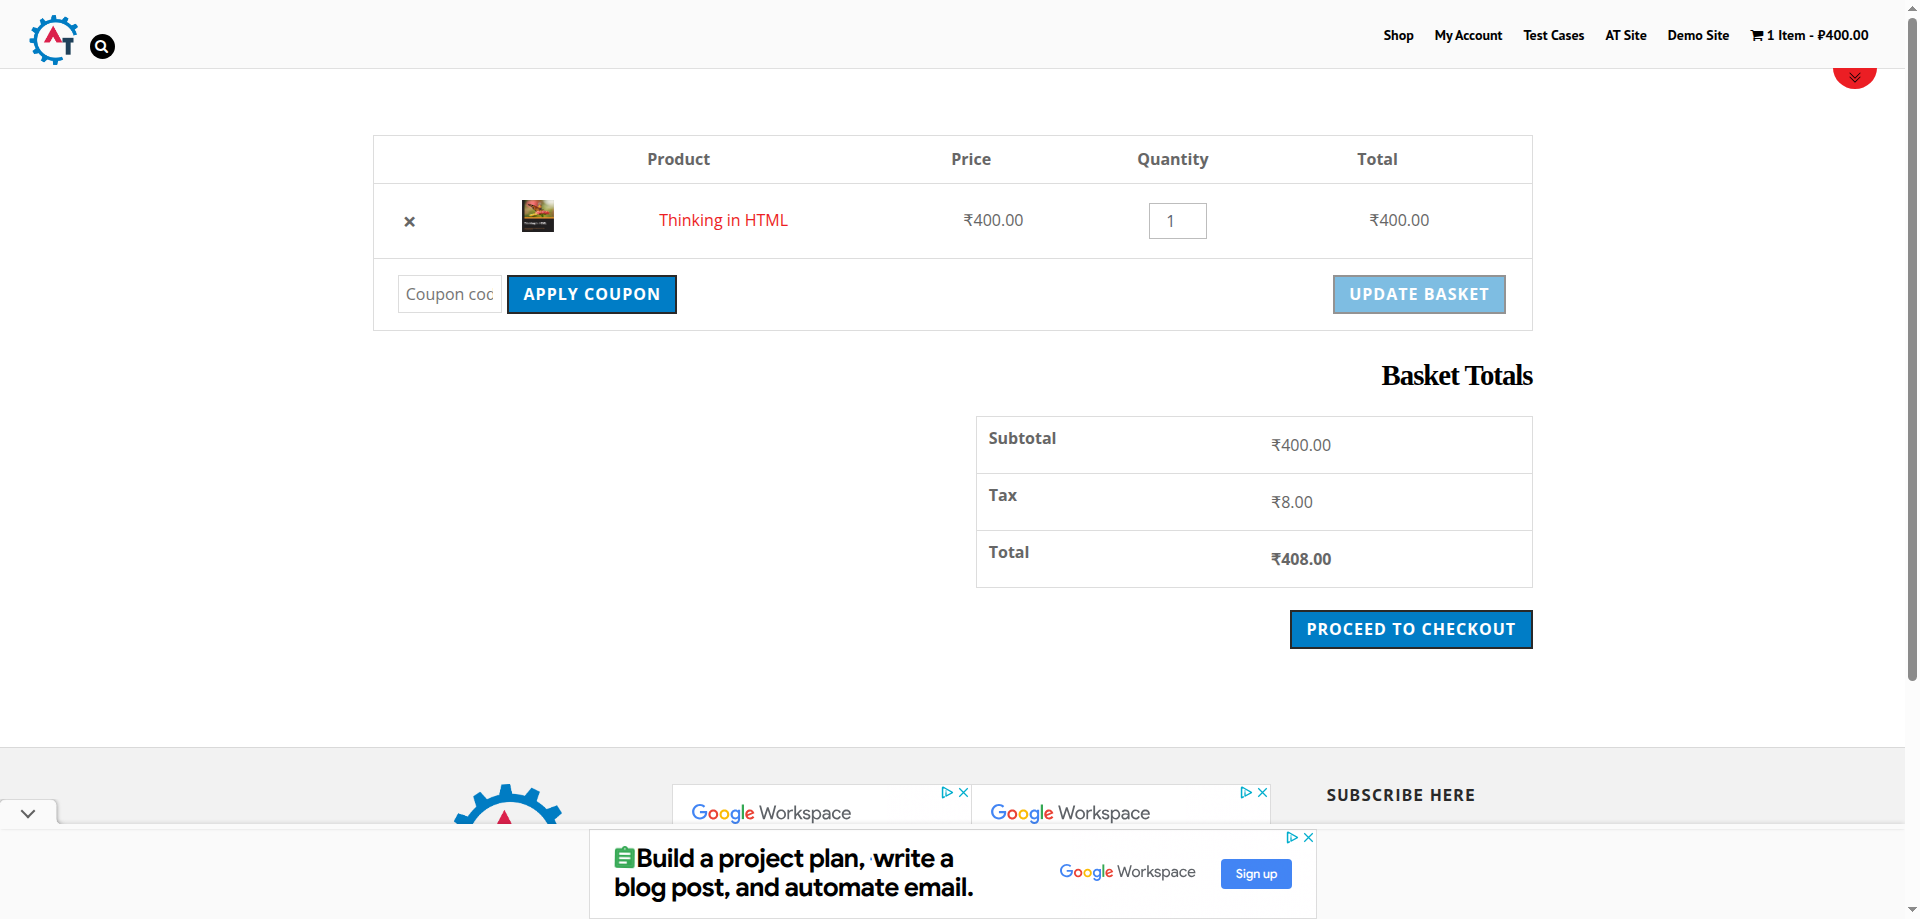 AT
Shop
My Account
Test Cases
AT Site
Demo Site
1 Item - ₽400.00
Product
Price
Quantity
Total
×
Thinking in HTML
₹400.00
1
₹400.00
Coupon cod
APPLY COUPON
UPDATE BASKET
Basket Totals
Subtotal
₹400.00
Tax
₹8.00
Total
₹408.00
PROCEED TO CHECKOUT
Google Workspace
Google Workspace
SUBSCRIBE HERE
Build a project plan, write a
blog post, and automate email.
Google Workspace
Sign up